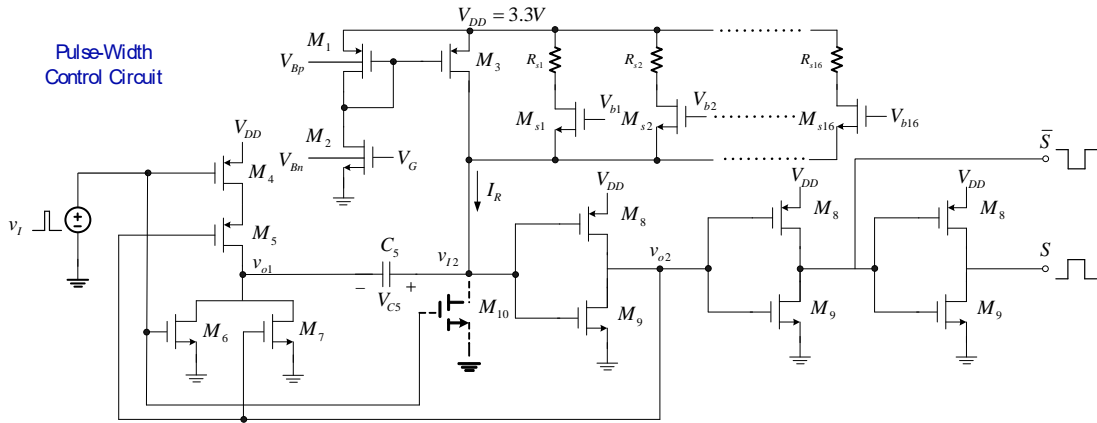 Pulse-Width
Control Circuit
V_DD = 3.3V
M_1
V_Bp
M_3
R_s1
R_s2
R_s16
M_s1
V_b1
M_s2
V_b2
M_s16
V_b16
M_2
V_Bn
V_G
V_DD
M_4
I_R
v_I
M_5
v_o1
C_5
− V_C5 +
v_I2
M_10
M_6
M_7
V_DD
M_8
M_9
v_o2
V_DD
M_8
M_9
V_DD
M_8
M_9
S̄
S